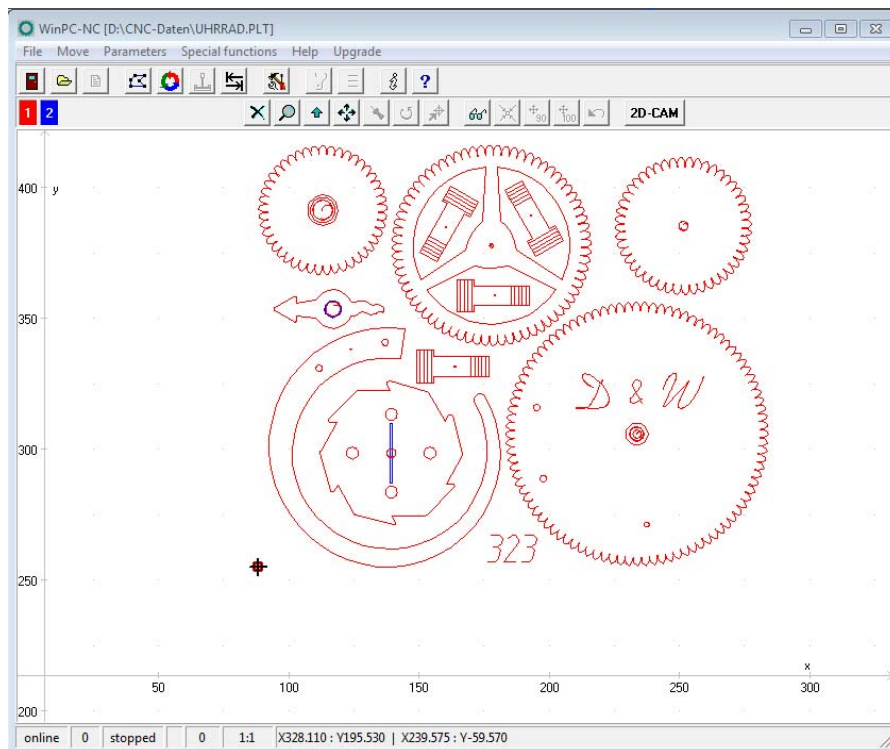 WinPC-NC [D:\CNC-Daten\UHRRAD.PLT]
File Move Parameters Special functions Help Upgrade
1 2 90 100 2D-CAM
400 y
350
D & W
300
323
250
x
50 100 150 200 250 300
200
online 0 stopped 0 1:1 X328.110 : Y195.530 | X239.575 : Y-59.570